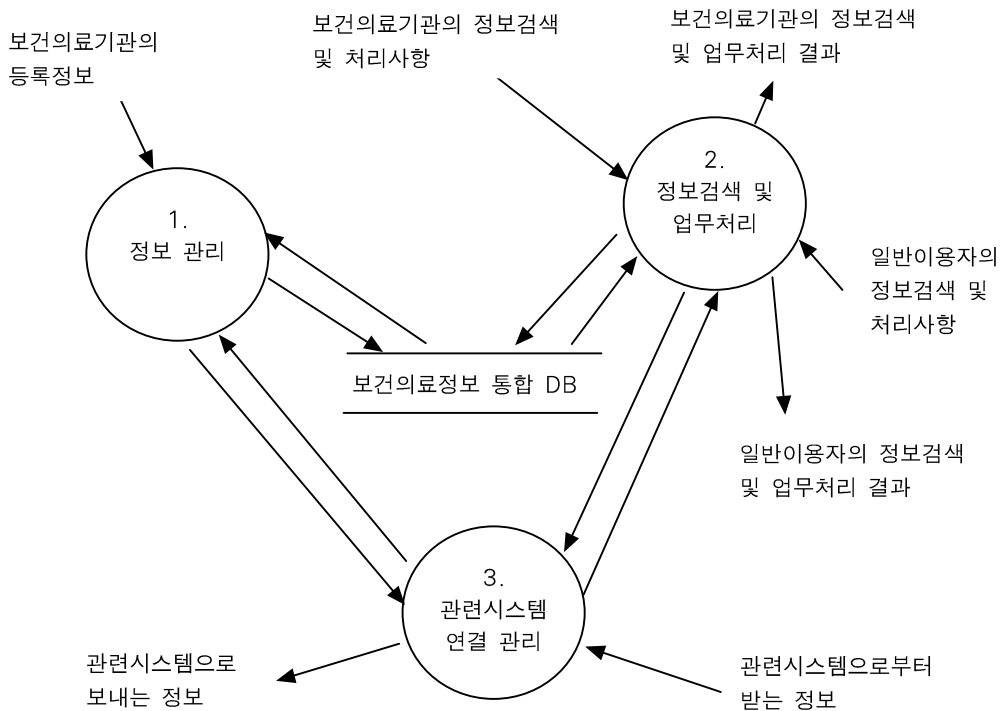 보건의료기관의
등록정보
보건의료기관의 정보검색
및 처리사항
보건의료기관의 정보검색
및 업무처리 결과
1.
정보 관리
2.
정보검색 및
업무처리
일반이용자의
정보검색 및
처리사항
보건의료정보 통합 DB
일반이용자의 정보검색
및 업무처리 결과
3.
관련시스템
연결 관리
관련시스템으로
보내는 정보
관련시스템으로부터
받는 정보